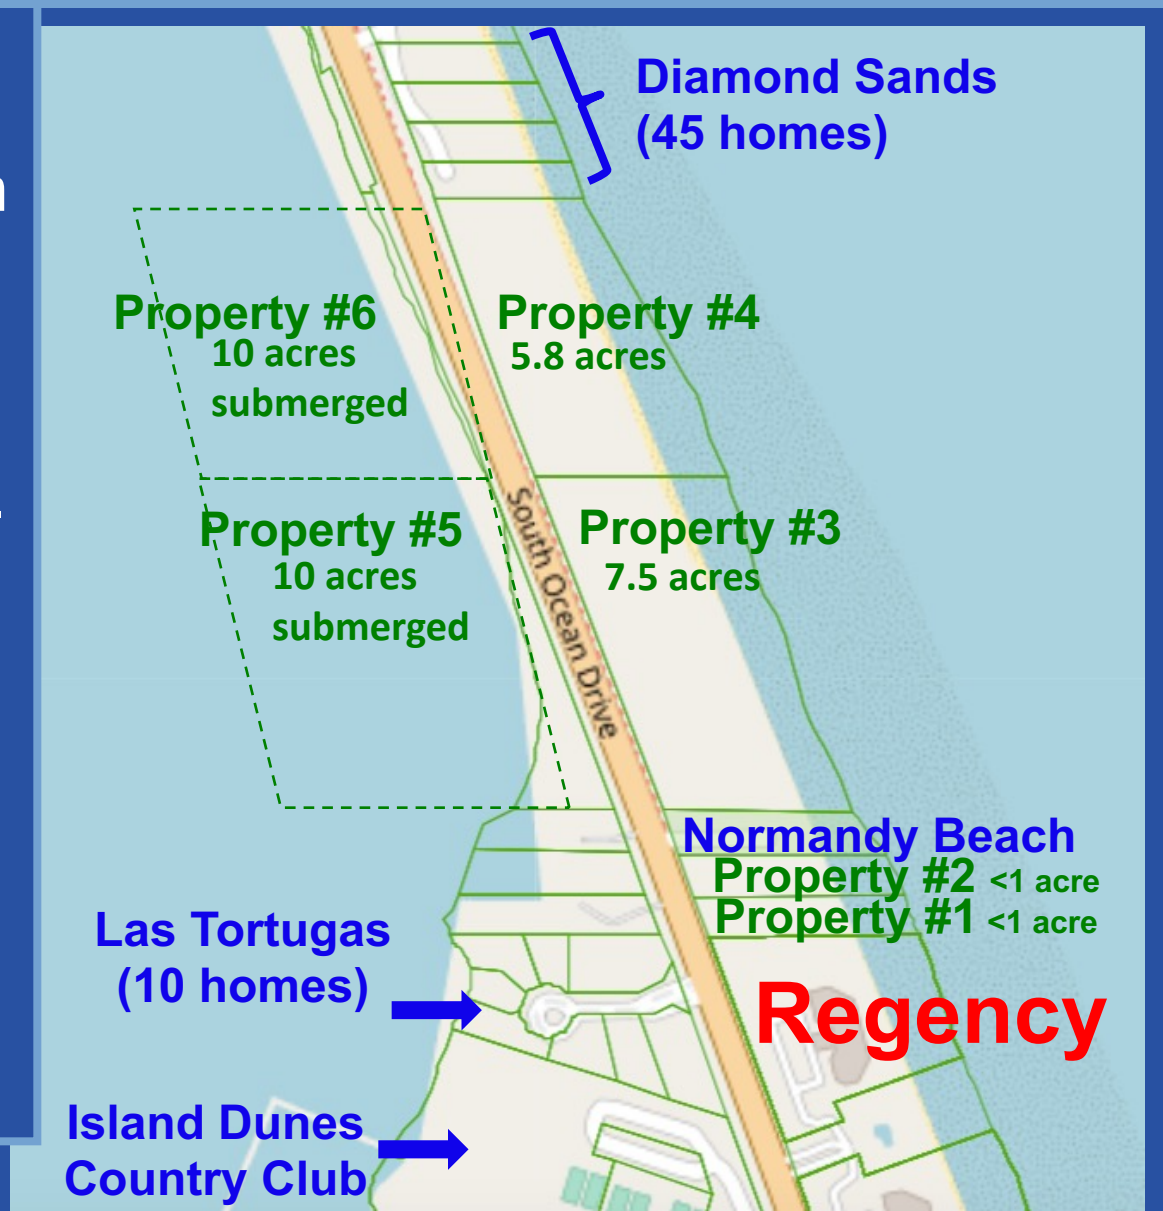 Diamond Sands
(45 homes)
Property #6
10 acres
submerged
Property #4
5.8 acres
Property #5
10 acres
submerged
South Ocean Drive
Property #3
7.5 acres
Normandy Beach
Property #2 <1 acre
Property #1 <1 acre
Las Tortugas
(10 homes)
Regency
Island Dunes
Country Club